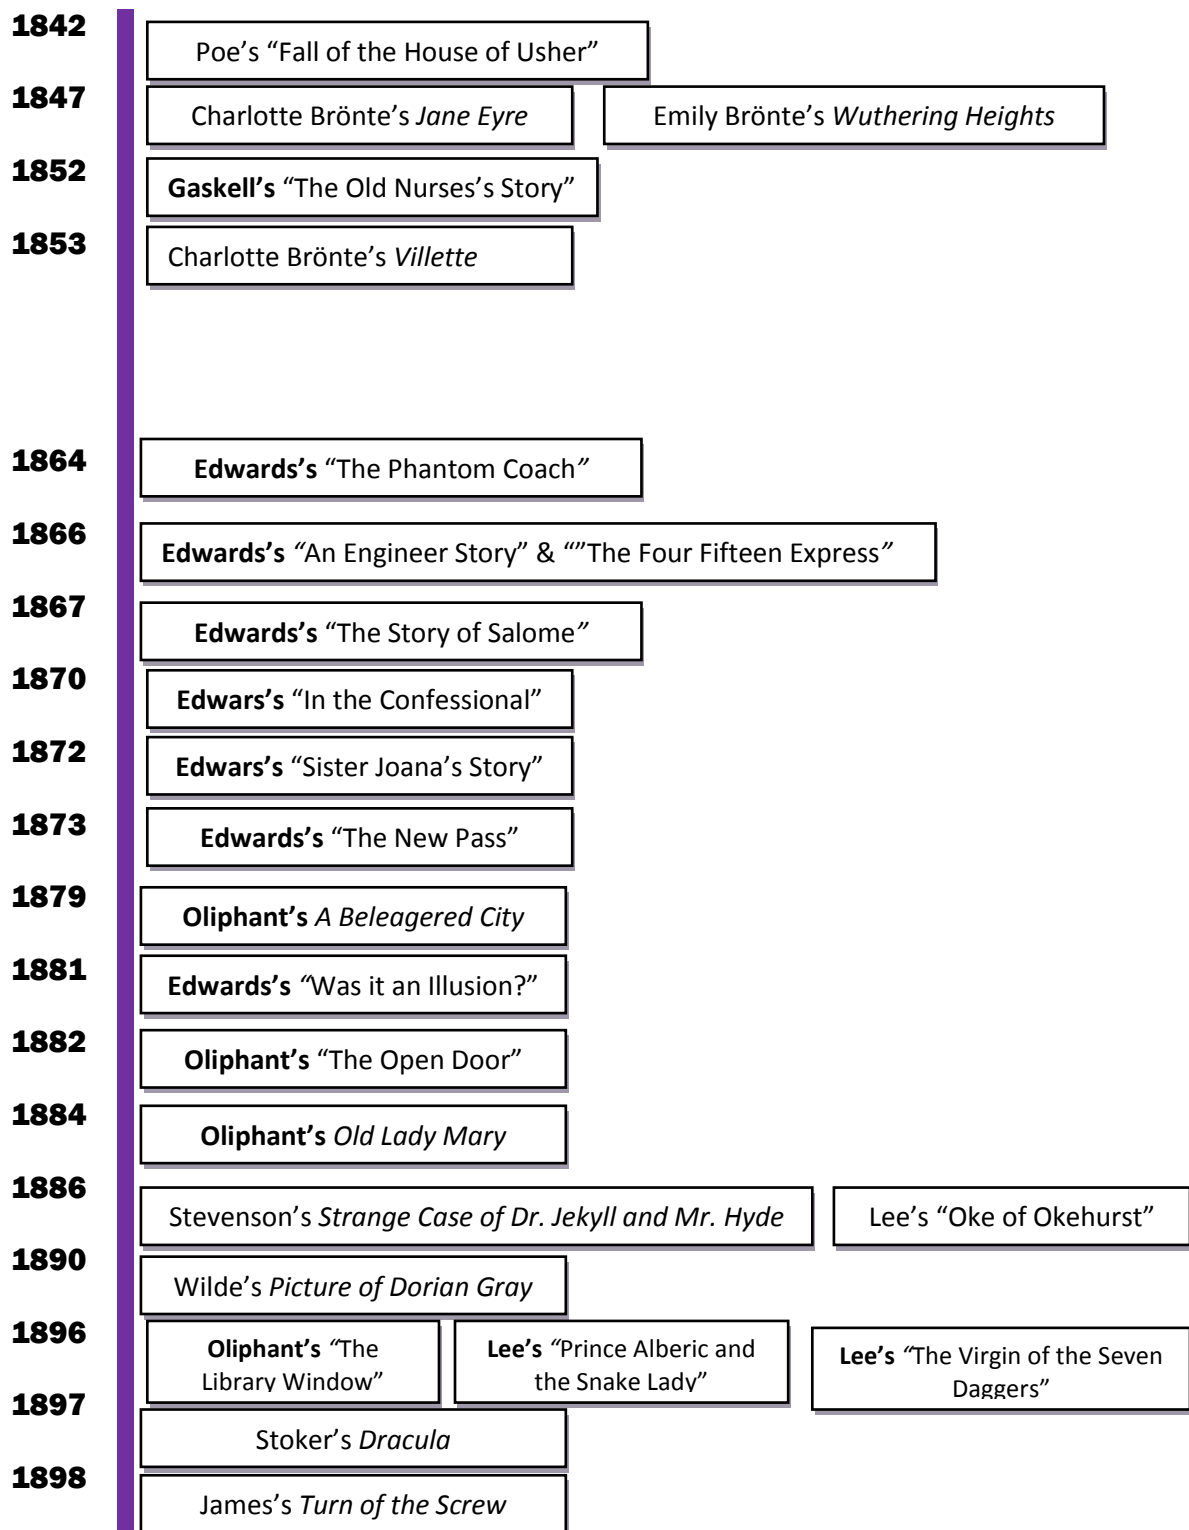 1842
Poe’s “Fall of the House of Usher”
1847
Charlotte Brönte’s Jane Eyre
Emily Brönte’s Wuthering Heights
1852
Gaskell’s “The Old Nurses’s Story”
1853
Charlotte Brönte’s Villette
1864
Edwards’s “The Phantom Coach”
1866
Edwards’s “An Engineer Story” & “”The Four Fifteen Express”
1867
Edwards’s “The Story of Salome”
1870
Edwars’s “In the Confessional”
1872
Edwars’s “Sister Joana’s Story”
1873
Edwards’s “The New Pass”
1879
Oliphant’s A Beleagered City
1881
Edwards’s “Was it an Illusion?”
1882
Oliphant’s “The Open Door”
1884
Oliphant’s Old Lady Mary
1886
Stevenson’s Strange Case of Dr. Jekyll and Mr. Hyde
Lee’s “Oke of Okehurst”
1890
Wilde’s Picture of Dorian Gray
1896
Oliphant’s “The
Library Window”
Lee’s “Prince Alberic and
the Snake Lady”
Lee’s “The Virgin of the Seven
Daggers”
1897
Stoker’s Dracula
1898
James’s Turn of the Screw